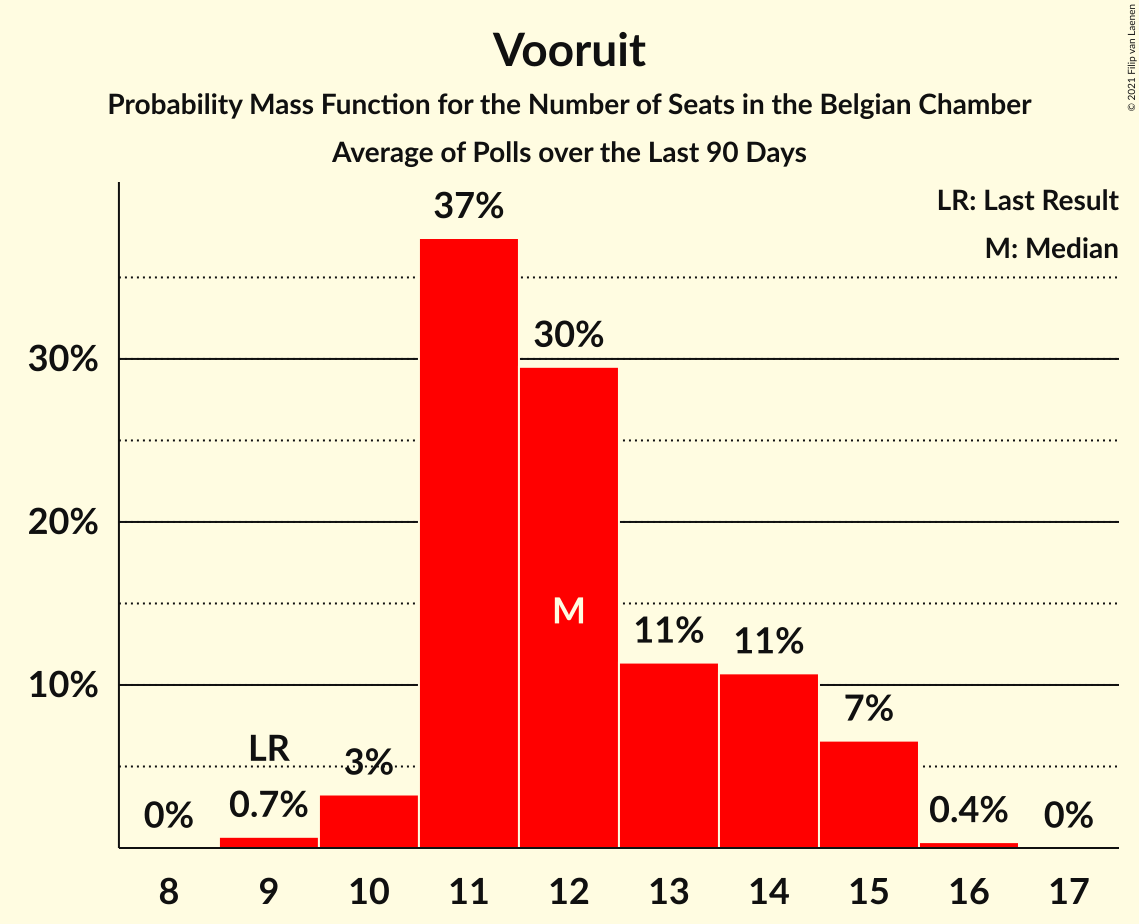 Vooruit
Probability Mass Function for the Number of Seats in the Belgian Chamber
Average of Polls over the Last 90 Days
© 2021 Filip van Laenen
LR: Last Result
M: Median
37%
30%
30%
20%
M
11%
11%
10%
7%
LR
3%
0%
0.7%
0.4%
0%
8 9 10 11 12 13 14 15 16 17